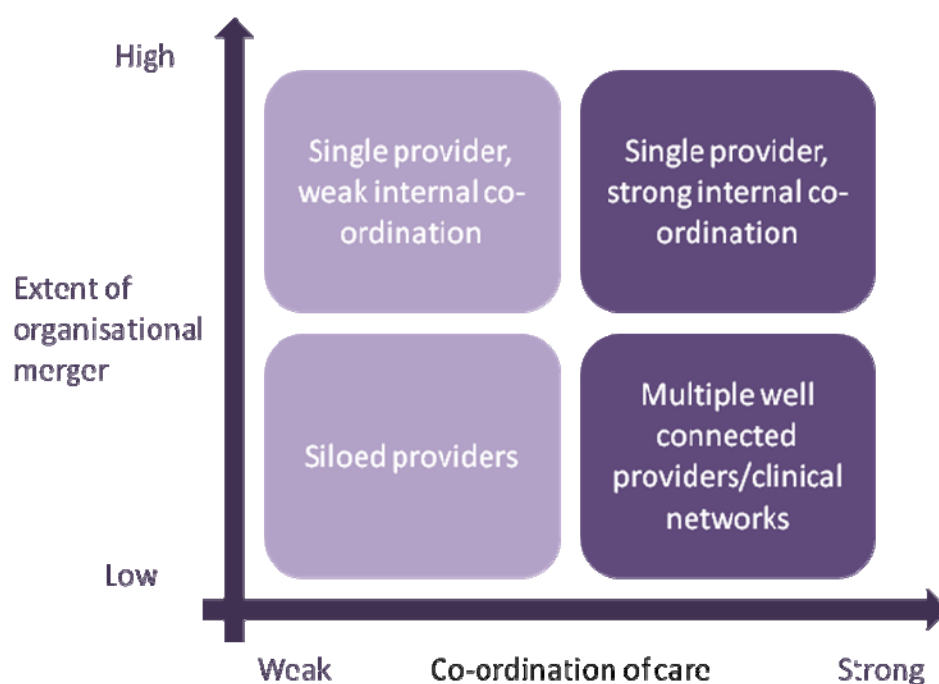 High
Single provider,
weak internal co-
ordination
Single provider,
strong internal co-
ordination
Extent of
organisational
merger
Siloed providers
Multiple well
connected
providers/clinical
networks
Low
Weak
Co-ordination of care
Strong